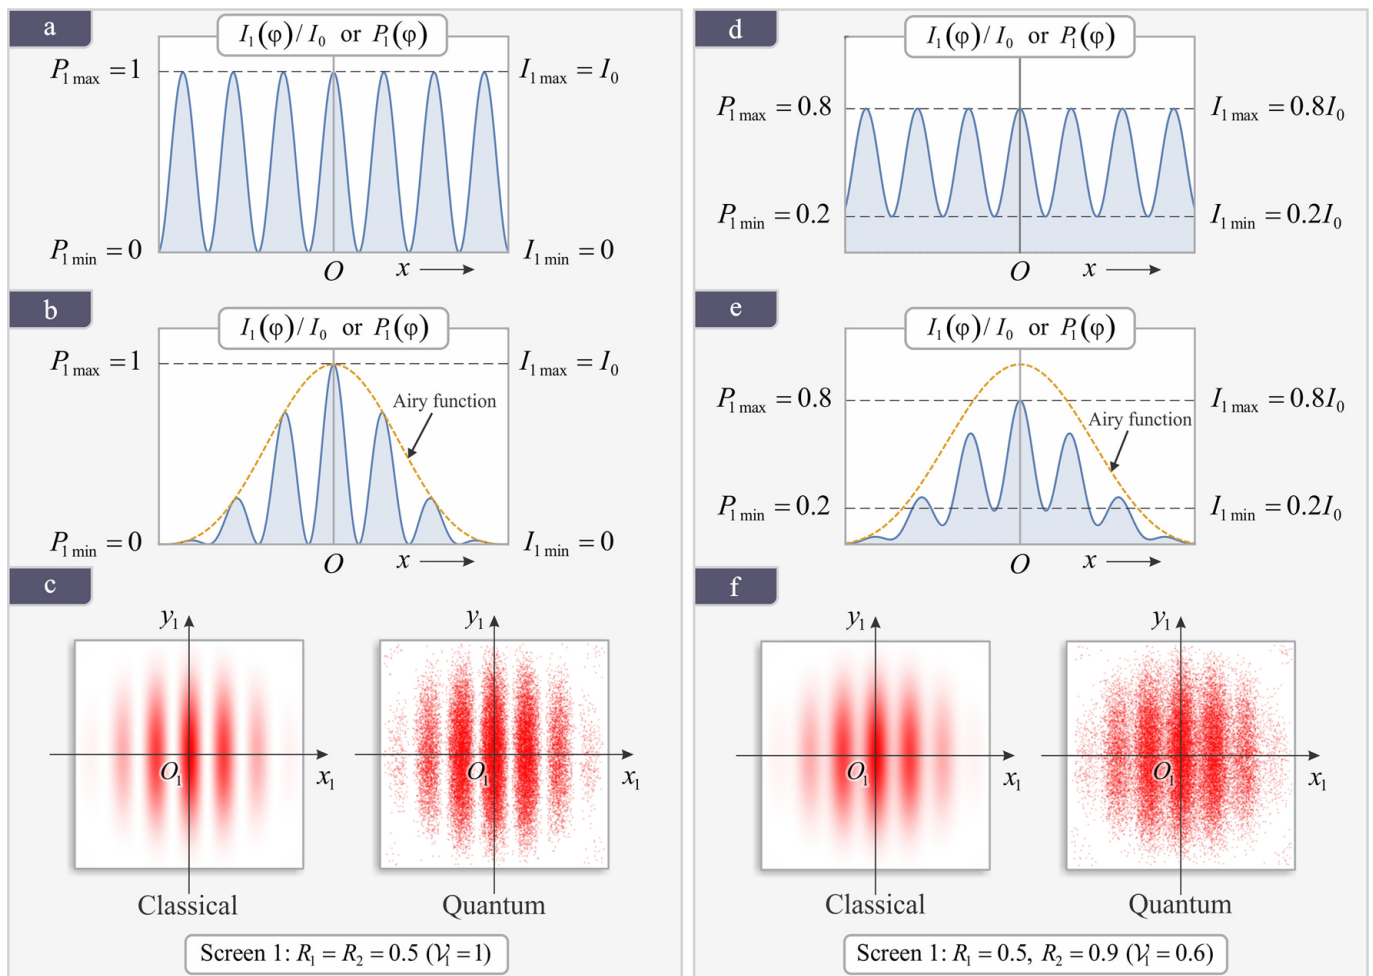 a
I₁(φ)/I₀ or P₁(φ)
P₁ max = 1
I₁ max = I₀
P₁ min = 0
I₁ min = 0
O
x
b
I₁(φ)/I₀ or P₁(φ)
P₁ max = 1
I₁ max = I₀
Airy function
P₁ min = 0
I₁ min = 0
O
x
c
y₁
y₁
O₁
x₁
O₁
x₁
Classical
Quantum
Screen 1: R₁ = R₂ = 0.5 (𝒱₁ = 1)
d
I₁(φ)/I₀ or P₁(φ)
P₁ max = 0.8
I₁ max = 0.8I₀
P₁ min = 0.2
I₁ min = 0.2I₀
O
x
e
I₁(φ)/I₀ or P₁(φ)
P₁ max = 0.8
I₁ max = 0.8I₀
Airy function
P₁ min = 0.2
I₁ min = 0.2I₀
O
x
f
y₁
y₁
O₁
x₁
O₁
x₁
Classical
Quantum
Screen 1: R₁ = 0.5, R₂ = 0.9 (𝒱₁ = 0.6)